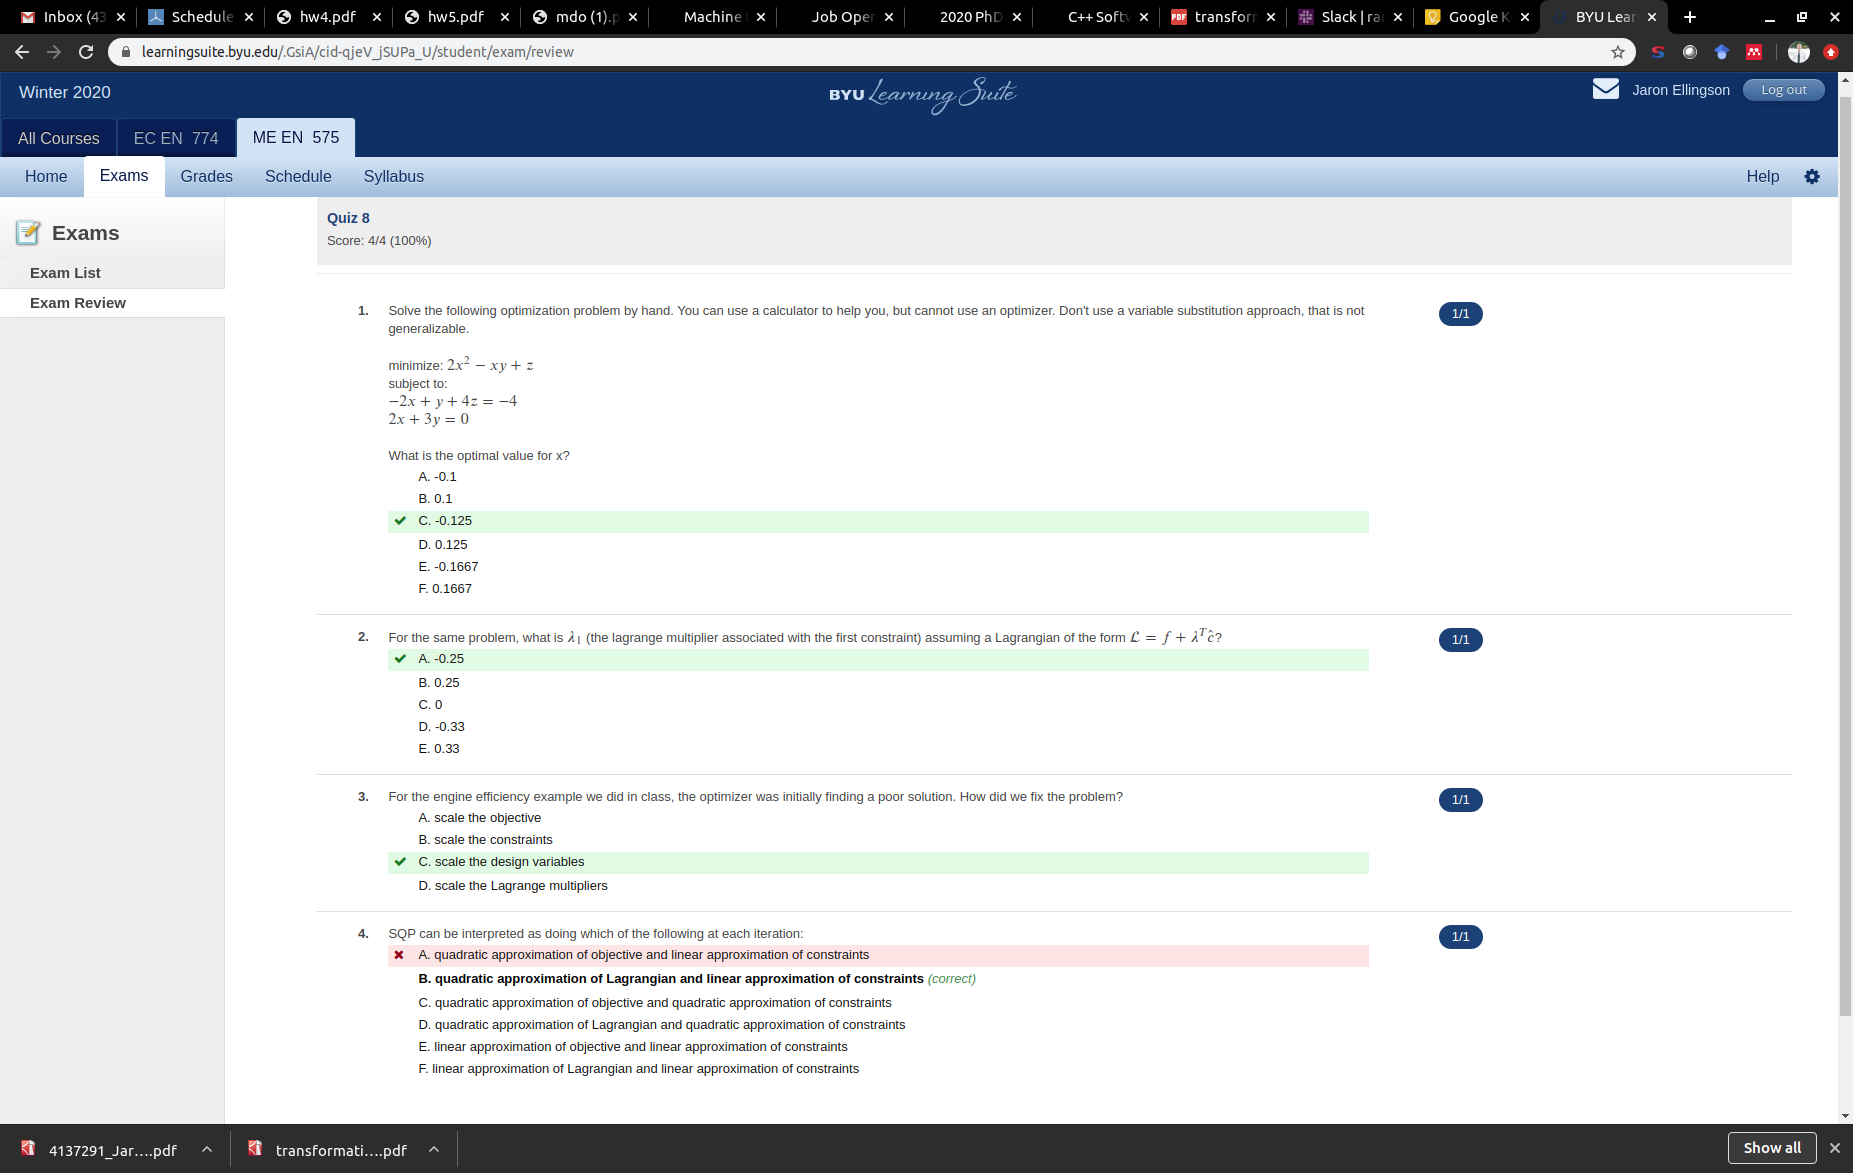 Inbox (43
Schedule
hw4.pdf
hw5.pdf
mdo (1).p
Machine
Job Oper
2020 PhD
C++ Softw
transform
Slack | ra
Google K
BYU Lear
learningsuite.byu.edu/.GsiA/cid-qjeV_jSUPa_U/student/exam/review
Winter 2020
BYU Learning Suite
Jaron Ellingson
Log out
All Courses
EC EN 774
ME EN 575
Home
Exams
Grades
Schedule
Syllabus
Help
Exams
Exam List
Exam Review
Quiz 8
Score: 4/4 (100%)
1. Solve the following optimization problem by hand. You can use a calculator to help you, but cannot use an optimizer. Don't use a variable substitution approach, that is not
generalizable.
1/1
minimize: 2x² − xy + z
subject to:
−2x + y + 4z = −4
2x + 3y = 0
What is the optimal value for x?
A. -0.1
B. 0.1
C. -0.125
D. 0.125
E. -0.1667
F. 0.1667
2. For the same problem, what is λ₁ (the lagrange multiplier associated with the first constraint) assuming a Lagrangian of the form ℒ = f + λᵀĉ?
1/1
A. -0.25
B. 0.25
C. 0
D. -0.33
E. 0.33
3. For the engine efficiency example we did in class, the optimizer was initially finding a poor solution. How did we fix the problem?
1/1
A. scale the objective
B. scale the constraints
C. scale the design variables
D. scale the Lagrange multipliers
4. SQP can be interpreted as doing which of the following at each iteration:
1/1
A. quadratic approximation of objective and linear approximation of constraints
B. quadratic approximation of Lagrangian and linear approximation of constraints (correct)
C. quadratic approximation of objective and quadratic approximation of constraints
D. quadratic approximation of Lagrangian and quadratic approximation of constraints
E. linear approximation of objective and linear approximation of constraints
F. linear approximation of Lagrangian and linear approximation of constraints
4137291_Jar....pdf
transformati....pdf
Show all